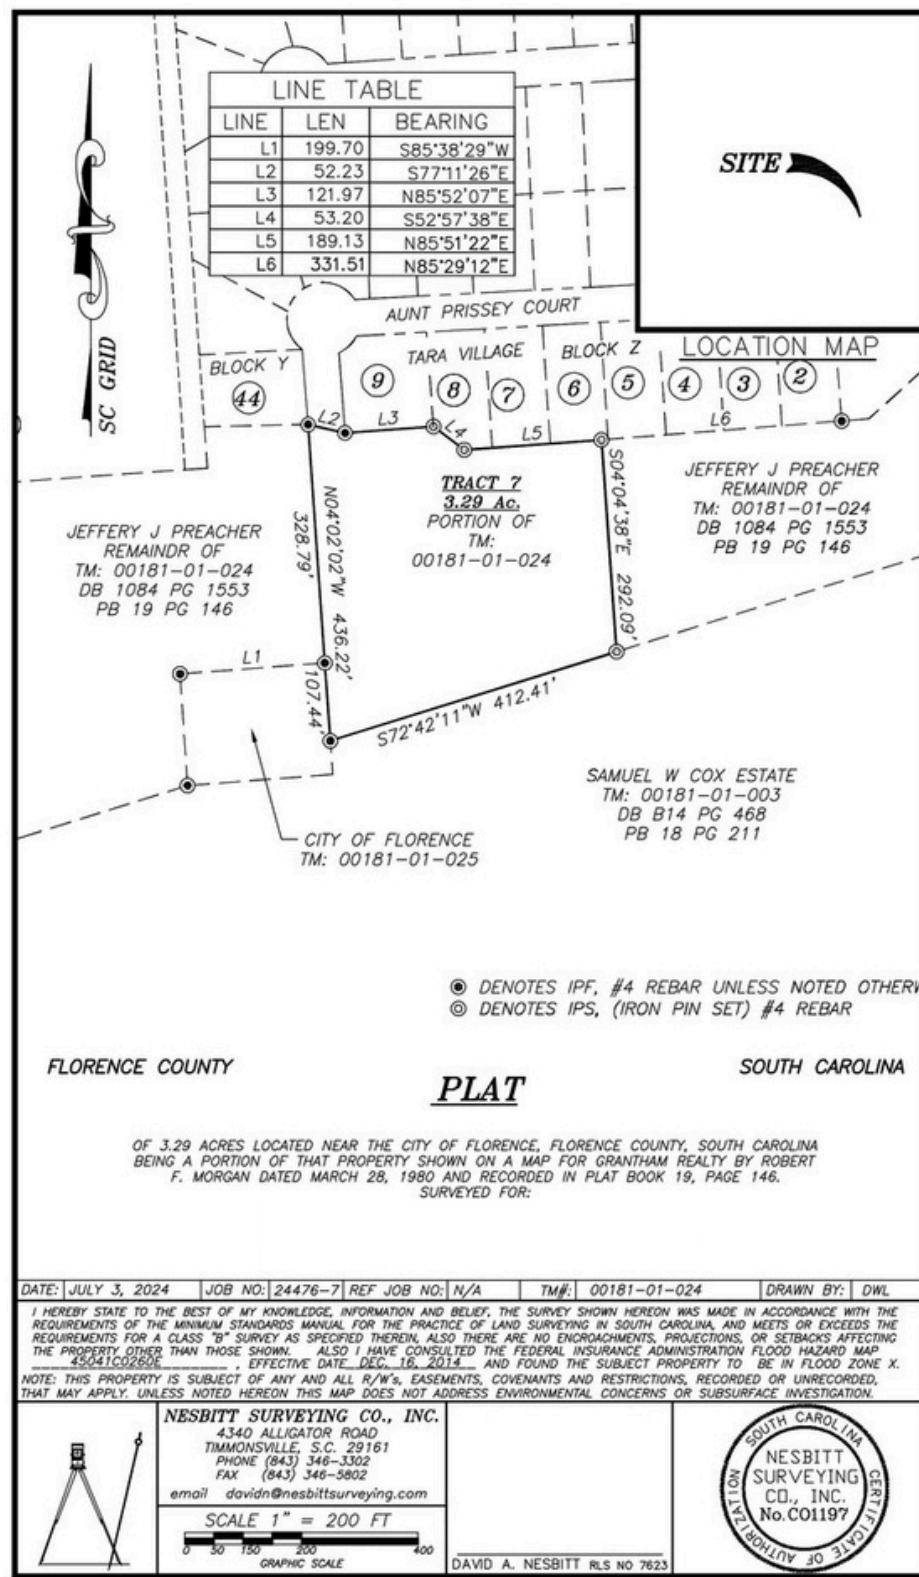 LINE TABLE
LINE LEN BEARING
L1 199.70 S85°38'29"W
L2 52.23 S77°11'26"E
L3 121.97 N85°52'07"E
L4 53.20 S52°57'38"E
L5 189.13 N85°51'22"E
L6 331.51 N85°29'12"E
SITE
LOCATION MAP
SC GRID
AUNT PRISSEY COURT
BLOCK Y
TARA VILLAGE
BLOCK Z
44
9
8
7
6
5
4
3
2
L2
L3
L4
L5
L6
TRACT 7
3.29 Ac.
PORTION OF
TM:
00181-01-024
JEFFERY J PREACHER
REMAINDR OF
TM: 00181-01-024
DB 1084 PG 1553
PB 19 PG 146
JEFFERY J PREACHER
REMAINDR OF
TM: 00181-01-024
DB 1084 PG 1553
PB 19 PG 146
N04°02'02"W 436.22'
328.79'
107.44'
S04°04'38"E 292.09'
S72°42'11"W 412.41'
L1
SAMUEL W COX ESTATE
TM: 00181-01-003
DB B14 PG 468
PB 18 PG 211
CITY OF FLORENCE
TM: 00181-01-025
DENOTES IPF, #4 REBAR UNLESS NOTED OTHERW
DENOTES IPS, (IRON PIN SET) #4 REBAR
FLORENCE COUNTY
SOUTH CAROLINA
PLAT
OF 3.29 ACRES LOCATED NEAR THE CITY OF FLORENCE, FLORENCE COUNTY, SOUTH CAROLINA
BEING A PORTION OF THAT PROPERTY SHOWN ON A MAP FOR GRANTHAM REALTY BY ROBERT
F. MORGAN DATED MARCH 28, 1980 AND RECORDED IN PLAT BOOK 19, PAGE 146.
SURVEYED FOR:
DATE: JULY 3, 2024 JOB NO: 24476-7 REF JOB NO: N/A TM#: 00181-01-024 DRAWN BY: DWL
I HEREBY STATE TO THE BEST OF MY KNOWLEDGE, INFORMATION AND BELIEF, THE SURVEY SHOWN HEREON WAS MADE IN ACCORDANCE WITH THE
REQUIREMENTS OF THE MINIMUM STANDARDS MANUAL FOR THE PRACTICE OF LAND SURVEYING IN SOUTH CAROLINA, AND MEETS OR EXCEEDS THE
REQUIREMENTS FOR A CLASS "B" SURVEY AS SPECIFIED THEREIN, ALSO THERE ARE NO ENCROACHMENTS, PROJECTIONS, OR SETBACKS AFFECTING
THE PROPERTY OTHER THAN THOSE SHOWN. ALSO I HAVE CONSULTED THE FEDERAL INSURANCE ADMINISTRATION FLOOD HAZARD MAP
45041C0260E, EFFECTIVE DATE DEC. 16, 2014 AND FOUND THE SUBJECT PROPERTY TO BE IN FLOOD ZONE X.
NOTE: THIS PROPERTY IS SUBJECT OF ANY AND ALL R/W's, EASEMENTS, COVENANTS AND RESTRICTIONS, RECORDED OR UNRECORDED,
THAT MAY APPLY. UNLESS NOTED HEREON THIS MAP DOES NOT ADDRESS ENVIRONMENTAL CONCERNS OR SUBSURFACE INVESTIGATION.
NESBITT SURVEYING CO., INC.
4340 ALLIGATOR ROAD
TIMMONSVILLE, S.C. 29161
PHONE (843) 346-3302
FAX (843) 346-5802
email davidn@nesbittsurveying.com
SCALE 1" = 200 FT
0 50 150 200 400
GRAPHIC SCALE
DAVID A. NESBITT RLS NO 7623
SOUTH CAROLINA
CERTIFICATE OF AUTHORIZATION
NESBITT
SURVEYING
CO., INC.
No.C01197